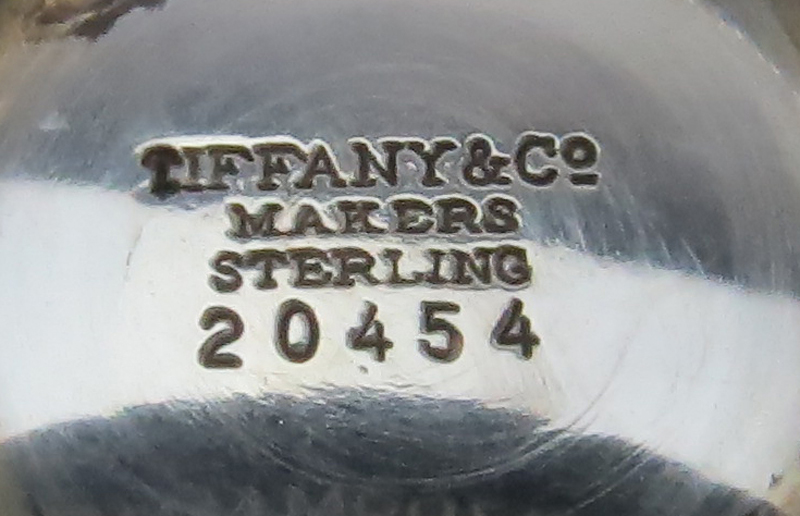 TIFFANY & Cº
MAKERS
STERLING
20454